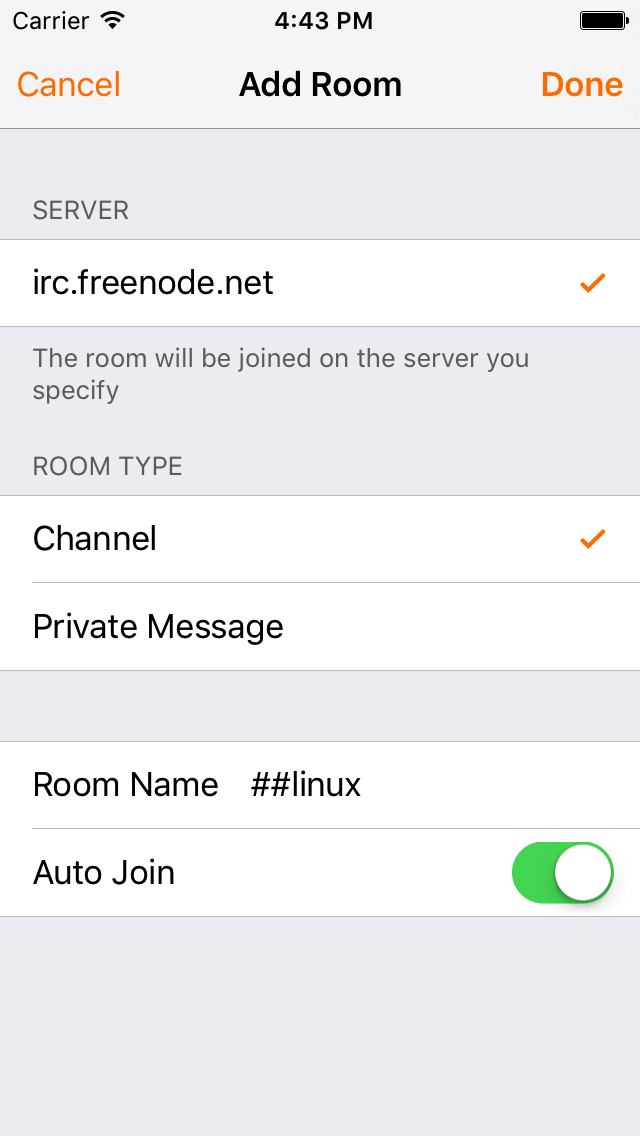 Carrier 4:43 PM
Cancel Add Room Done
SERVER
irc.freenode.net
The room will be joined on the server you
specify
ROOM TYPE
Channel
Private Message
Room Name ##linux
Auto Join